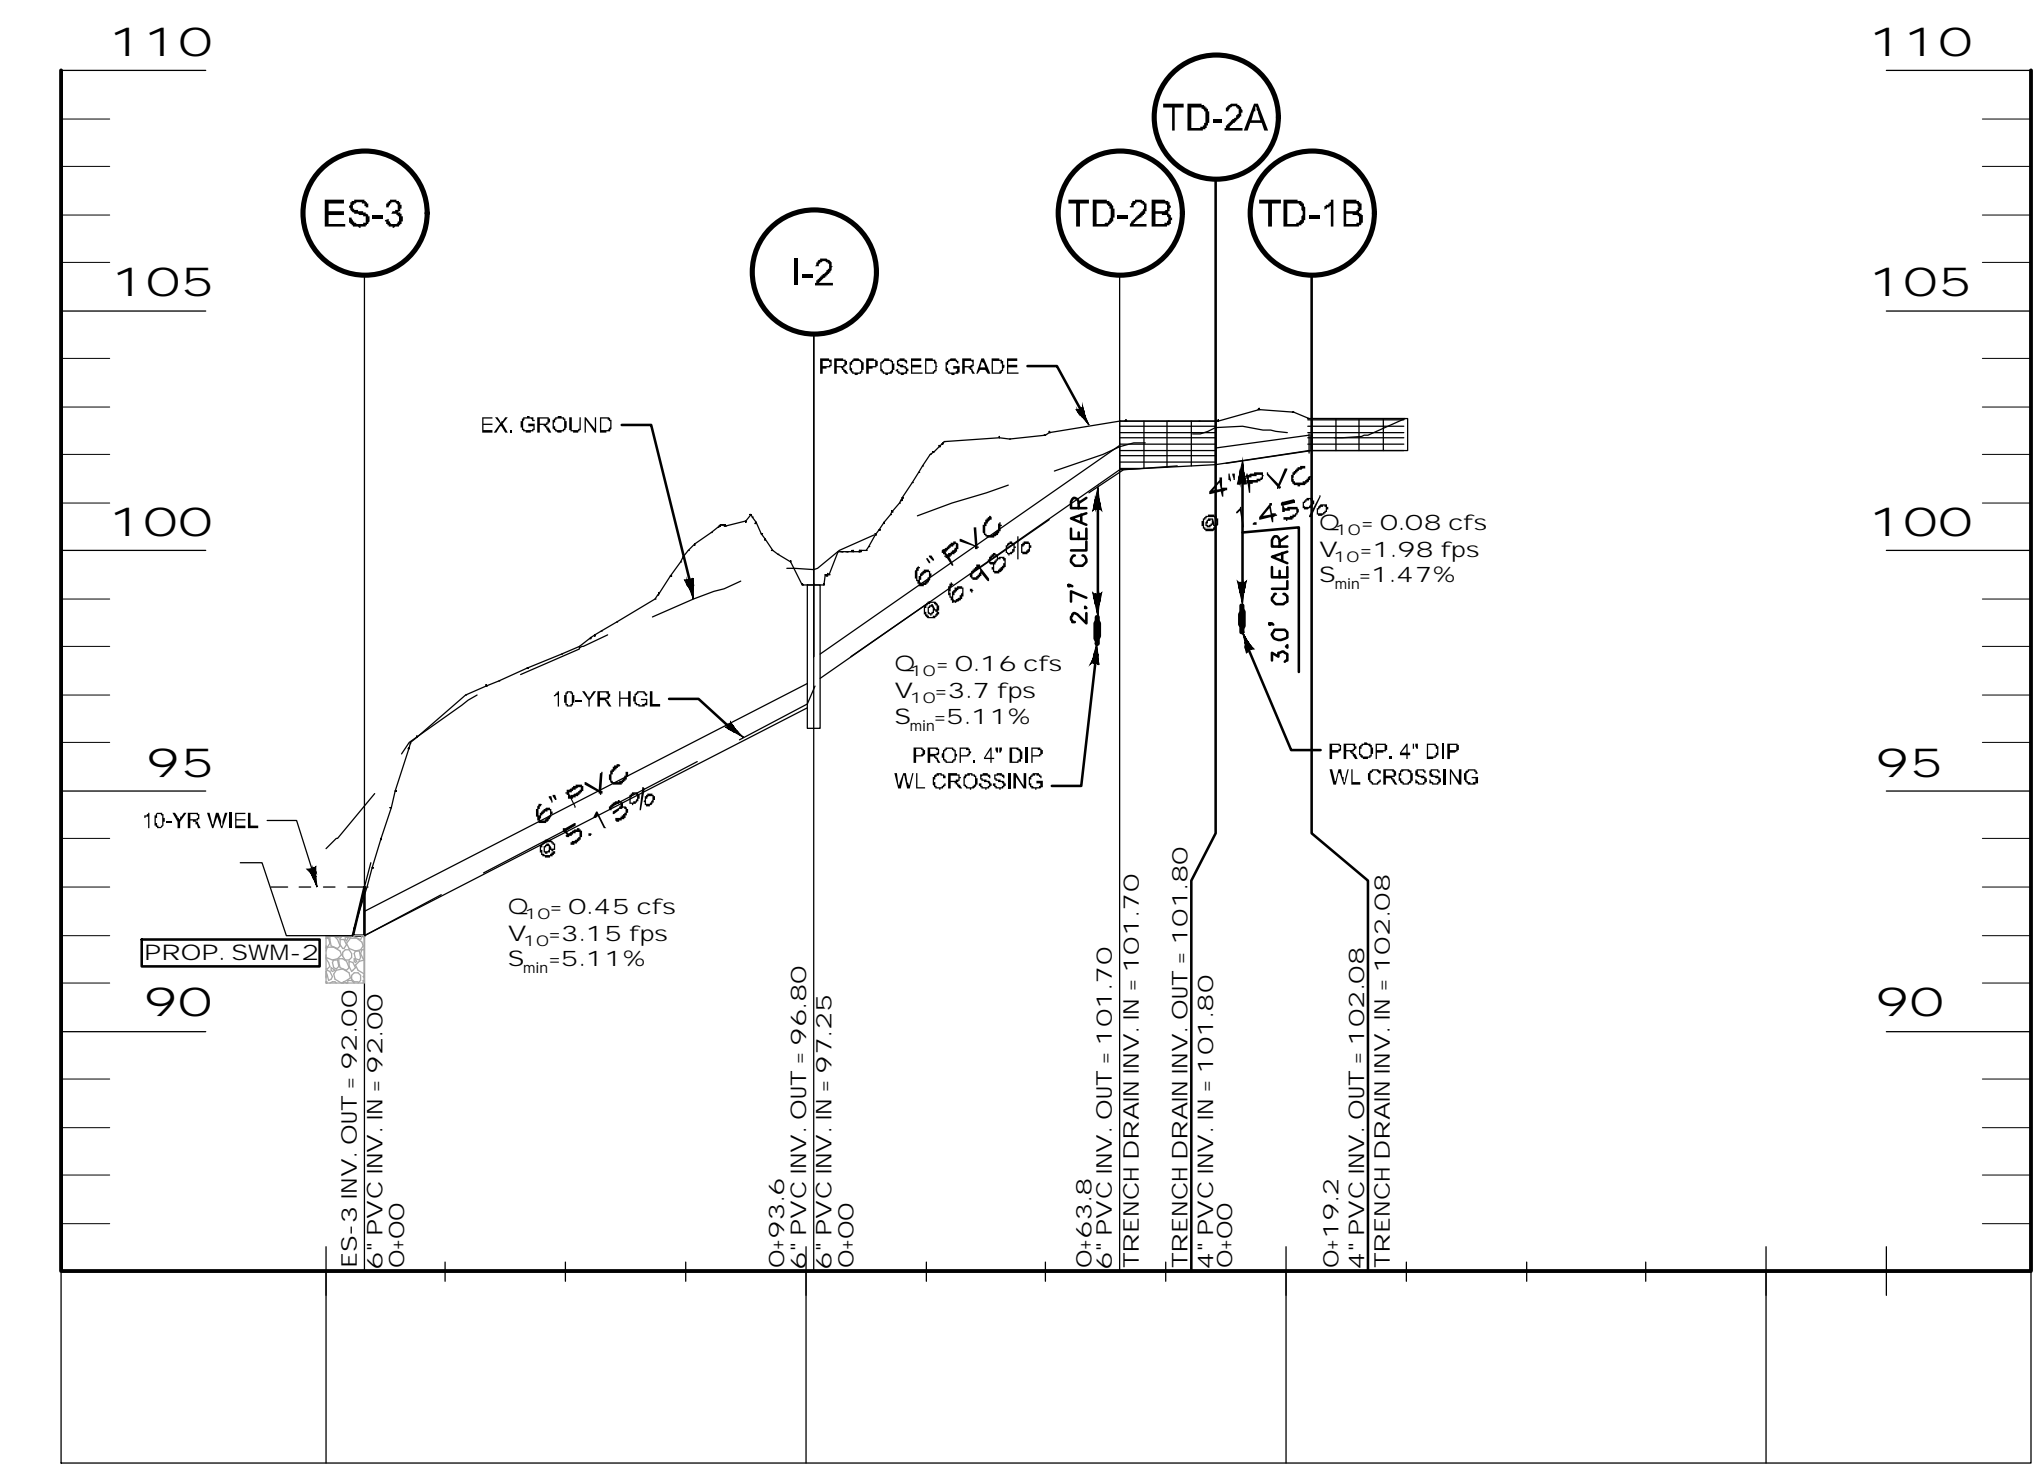 110
110
TD-2A
ES-3
TD-2B
TD-1B
I-2
105
105
PROPOSED GRADE
EX. GROUND
100
100
6" PVC
@ 6.98%
2.7' CLEAR
4" PVC
@ 1.45%
3.0' CLEAR
Q10= 0.08 cfs
V10=1.98 fps
Smin=1.47%
Q10= 0.16 cfs
V10=3.7 fps
Smin=5.11%
10-YR HGL
PROP. 4" DIP
WL CROSSING
PROP. 4" DIP
WL CROSSING
95
95
6" PVC
@ 5.13%
10-YR WIEL
Q10= 0.45 cfs
V10=3.15 fps
Smin=5.11%
PROP. SWM-2
90
90
ES-3 INV. OUT = 92.00
6" PVC INV. IN = 92.00
0+00
0+93.6
6" PVC INV. OUT = 96.80
6" PVC INV. IN = 97.25
0+00
0+63.8
6" PVC INV. OUT = 101.70
TRENCH DRAIN INV. IN = 101.70
TRENCH DRAIN INV. OUT = 101.80
4" PVC INV. IN = 101.80
0+00
0+19.2
4" PVC INV. OUT = 102.08
TRENCH DRAIN INV. IN = 102.08